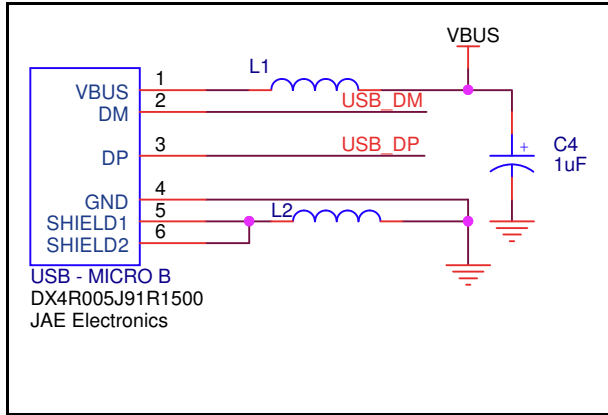 VBUS
1
L1
VBUS
2
USB_DM
DM
3
USB_DP
DP
+
C4
1uF
4
GND
5
L2
SHIELD1
6
SHIELD2
USB - MICRO B
DX4R005J91R1500
JAE Electronics